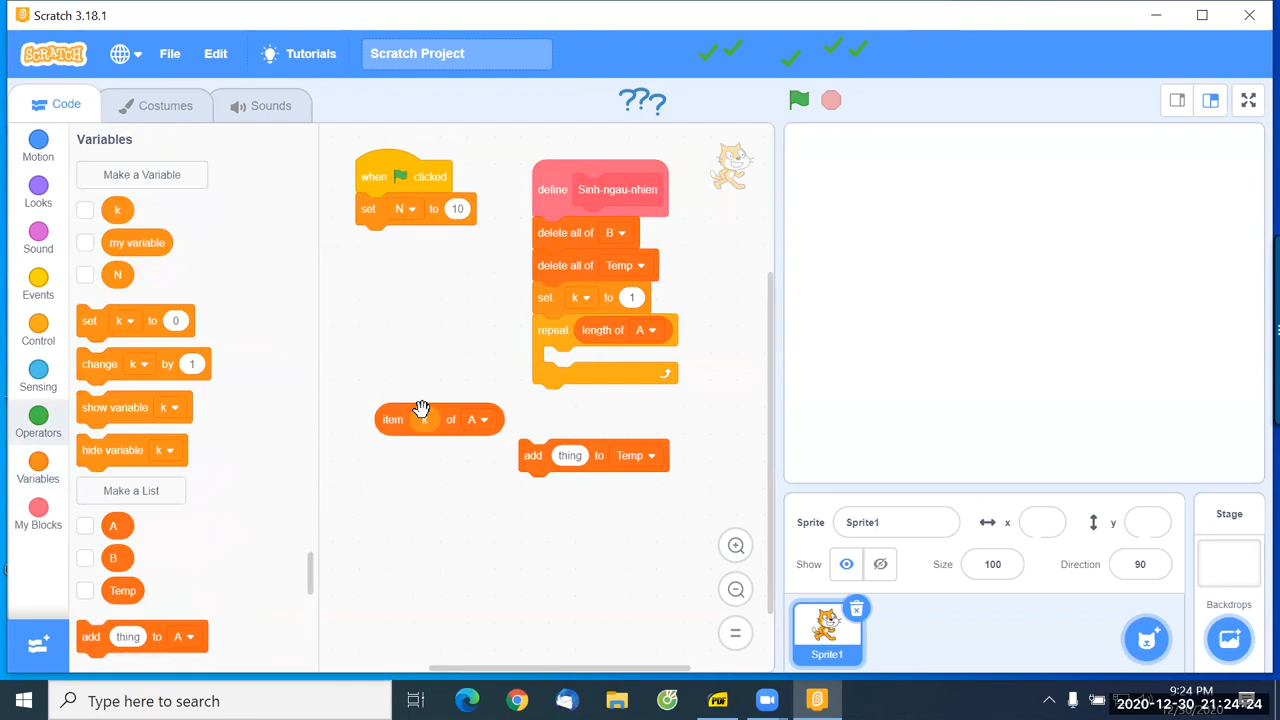 Scratch 3.18.1
SCRATCH
File
Edit
Tutorials
Scratch Project
Code
Costumes
Sounds
???
Motion
Looks
Sound
Events
Control
Sensing
Operators
Variables
My Blocks
Variables
Make a Variable
k
my variable
N
set k to 0
change k by 1
show variable k
hide variable k
Make a List
A
B
Temp
add thing to A
when clicked
set N to 10
define Sinh-ngau-nhien
delete all of B
delete all of Temp
set k to 1
repeat length of A
item k of A
add thing to Temp
Sprite Sprite1 x y
Show Size 100 Direction 90
Sprite1
Stage
Backdrops
Type here to search
PDF
9:24 PM
2020-12-30 21:24:24
12/30/2020